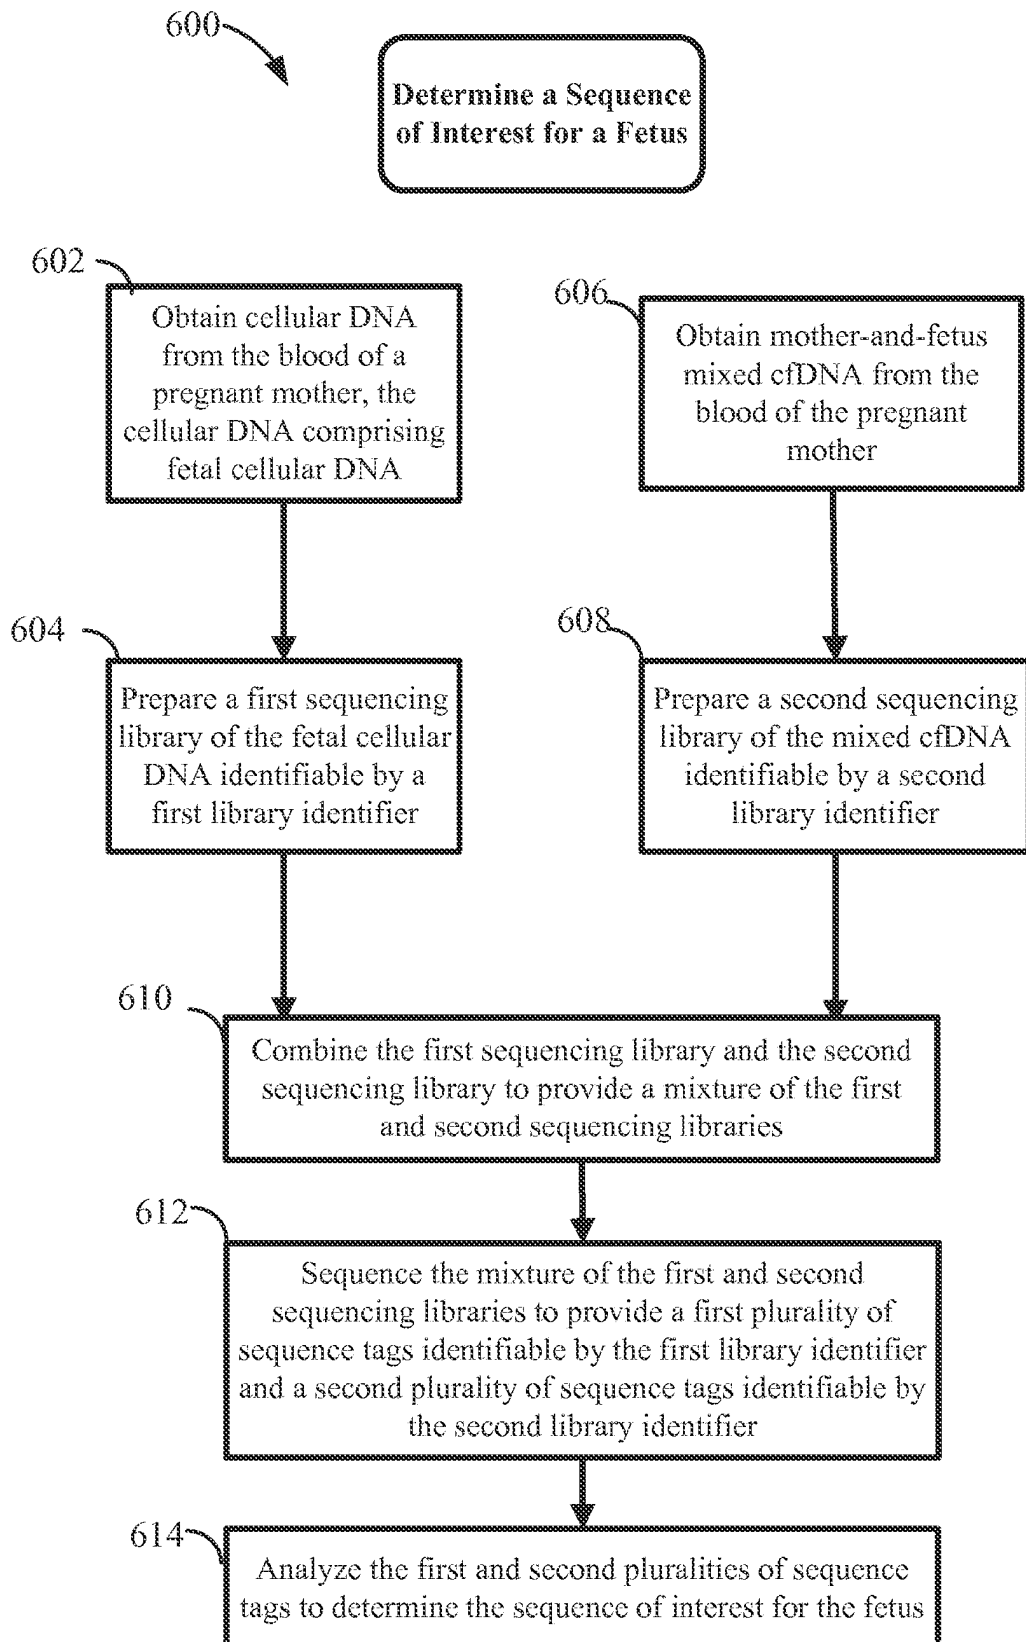 600
Determine a Sequence
of Interest for a Fetus
602
Obtain cellular DNA
from the blood of a
pregnant mother, the
cellular DNA comprising
fetal cellular DNA
606
Obtain mother-and-fetus
mixed cfDNA from the
blood of the pregnant
mother
604
Prepare a first sequencing
library of the fetal cellular
DNA identifiable by a
first library identifier
608
Prepare a second sequencing
library of the mixed cfDNA
identifiable by a second
library identifier
610
Combine the first sequencing library and the second
sequencing library to provide a mixture of the first
and second sequencing libraries
612
Sequence the mixture of the first and second
sequencing libraries to provide a first plurality of
sequence tags identifiable by the first library identifier
and a second plurality of sequence tags identifiable by
the second library identifier
614
Analyze the first and second pluralities of sequence
tags to determine the sequence of interest for the fetus